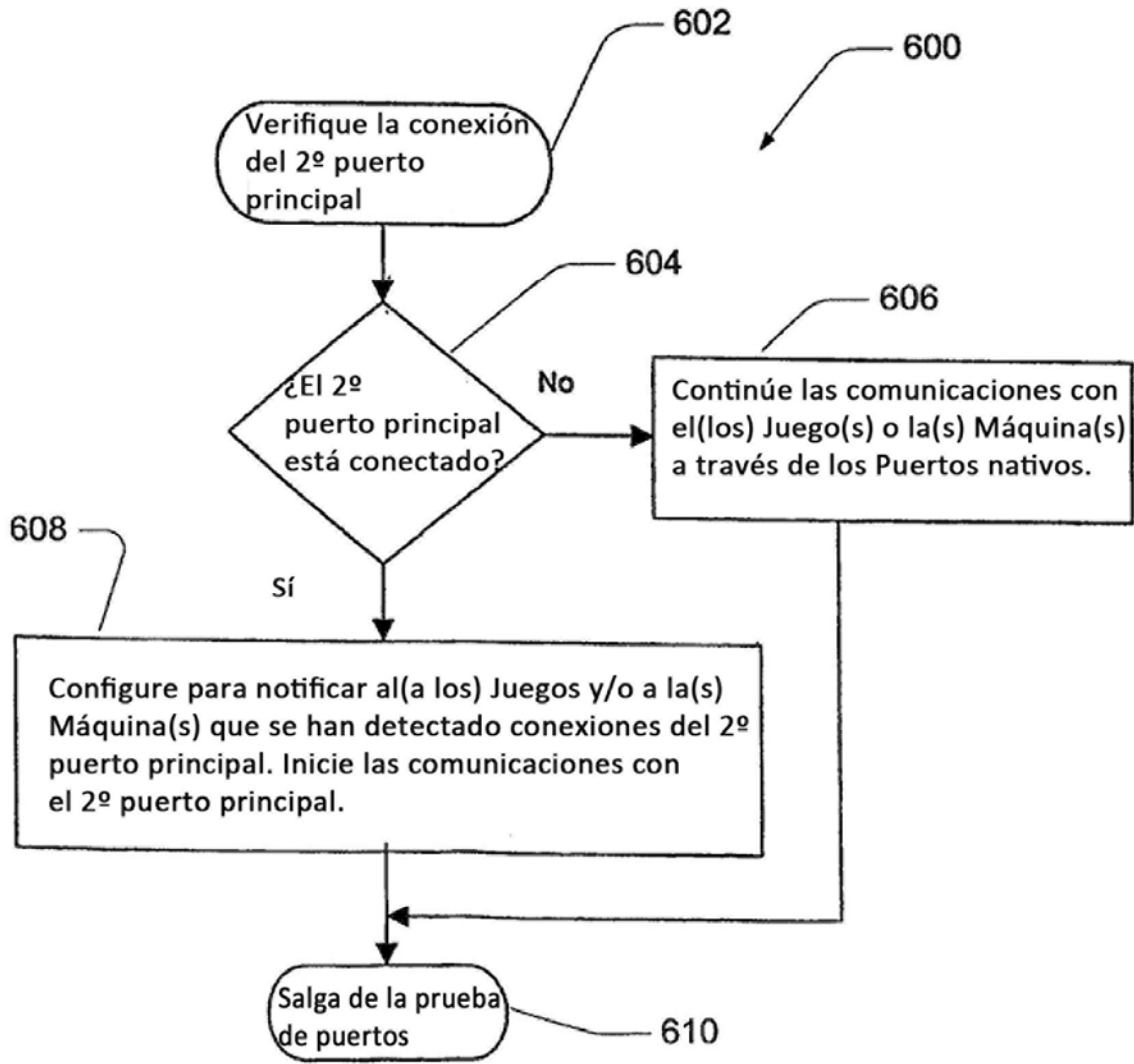 602
600
Verifique la conexión
del 2º puerto
principal
604
606
¿El 2º
puerto principal
está conectado?
No
Continúe las comunicaciones con
el(los) Juego(s) o la(s) Máquina(s)
a través de los Puertos nativos.
608
Sí
Configure para notificar al(a los) Juegos y/o a la(s)
Máquina(s) que se han detectado conexiones del 2º
puerto principal. Inicie las comunicaciones con
el 2º puerto principal.
Salga de la prueba
de puertos
610